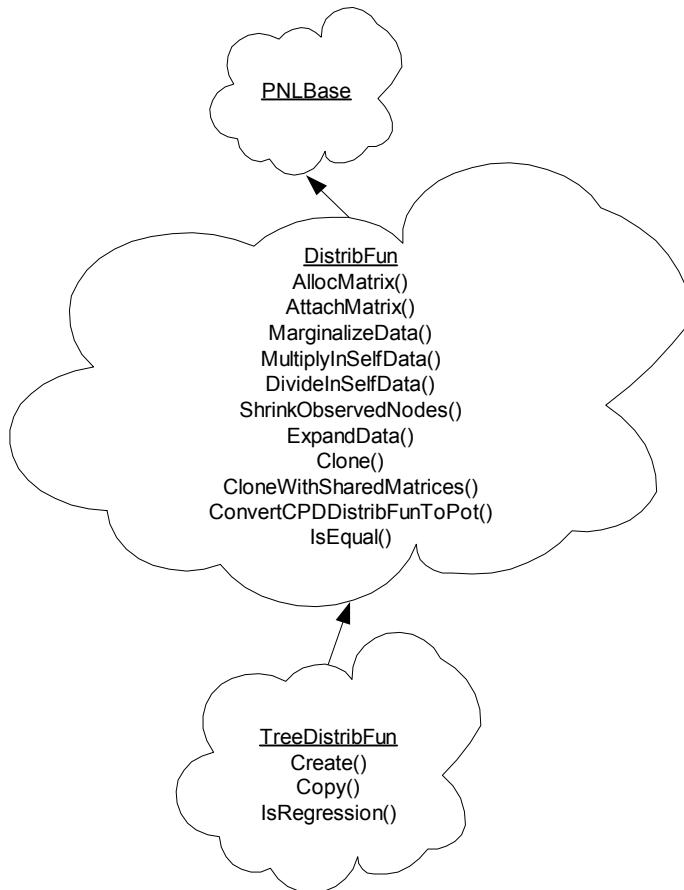 PNLBase
DistribFun
AllocMatrix()
AttachMatrix()
MarginalizeData()
MultiplyInSelfData()
DivideInSelfData()
ShrinkObservedNodes()
ExpandData()
Clone()
CloneWithSharedMatrices()
ConvertCPDDistribFunToPot()
IsEqual()
TreeDistribFun
Create()
Copy()
IsRegression()